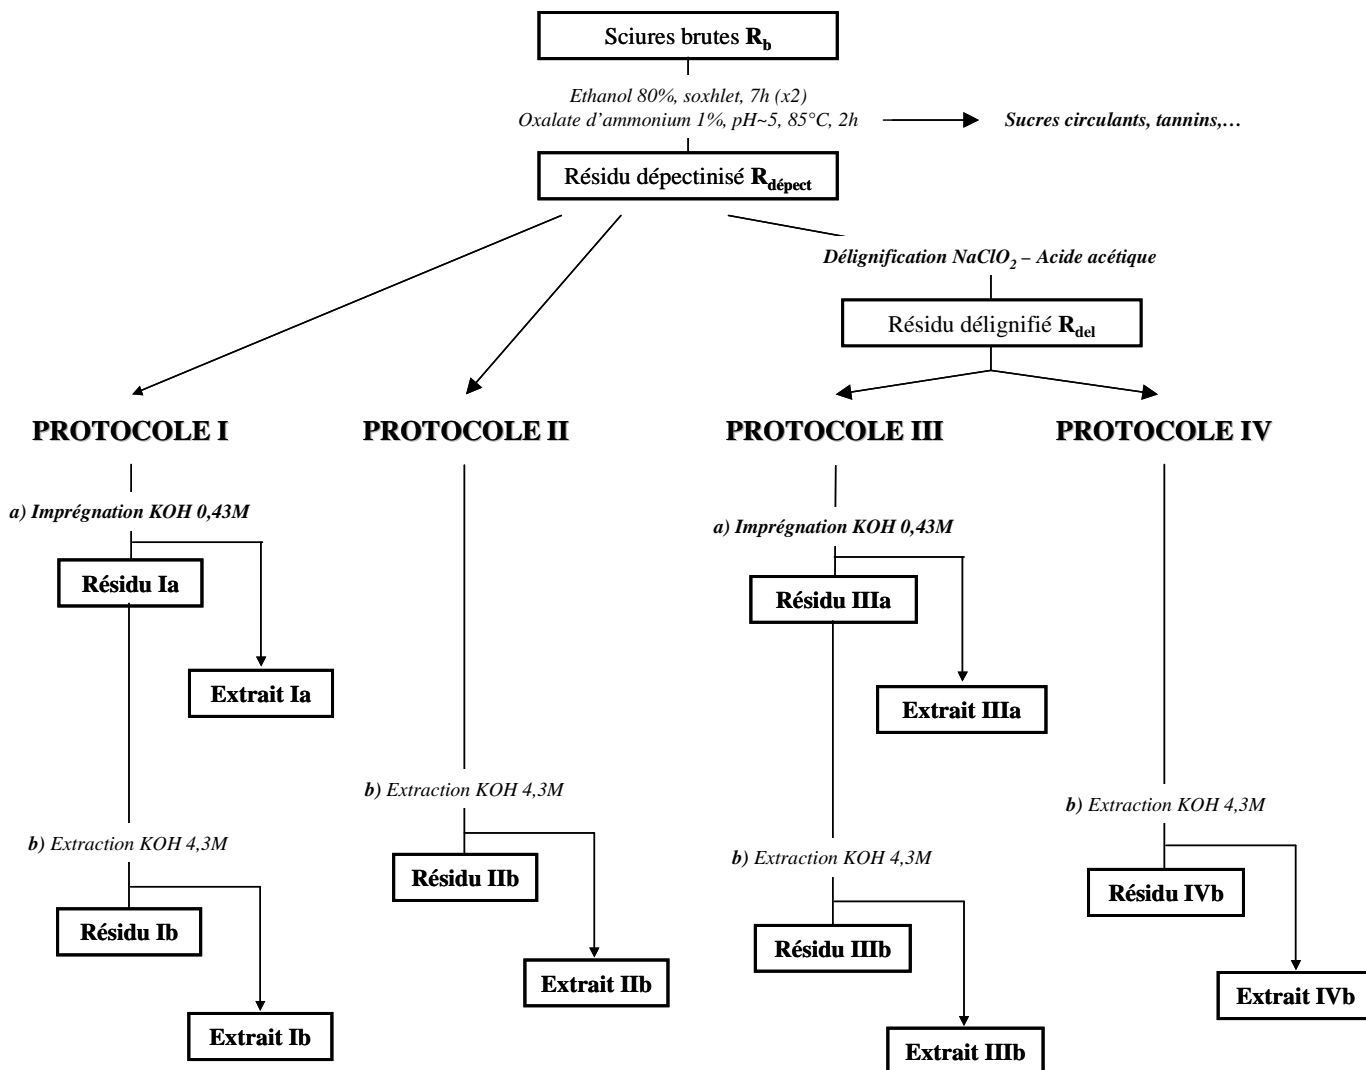 Sciures brutes Rb
Ethanol 80%, soxhlet, 7h (x2)
Oxalate d'ammonium 1%, pH~5, 85°C, 2h
Sucres circulants, tannins,…
Résidu dépectinisé Rdépect
Délignification NaClO2 – Acide acétique
Résidu délignifié Rdel
PROTOCOLE I
PROTOCOLE II
PROTOCOLE III
PROTOCOLE IV
a) Imprégnation KOH 0,43M
Résidu Ia
Extrait Ia
b) Extraction KOH 4,3M
Résidu Ib
Extrait Ib
b) Extraction KOH 4,3M
Résidu IIb
Extrait IIb
a) Imprégnation KOH 0,43M
Résidu IIIa
Extrait IIIa
b) Extraction KOH 4,3M
Résidu IIIb
Extrait IIIb
b) Extraction KOH 4.3M
Résidu IVb
Extrait IVb